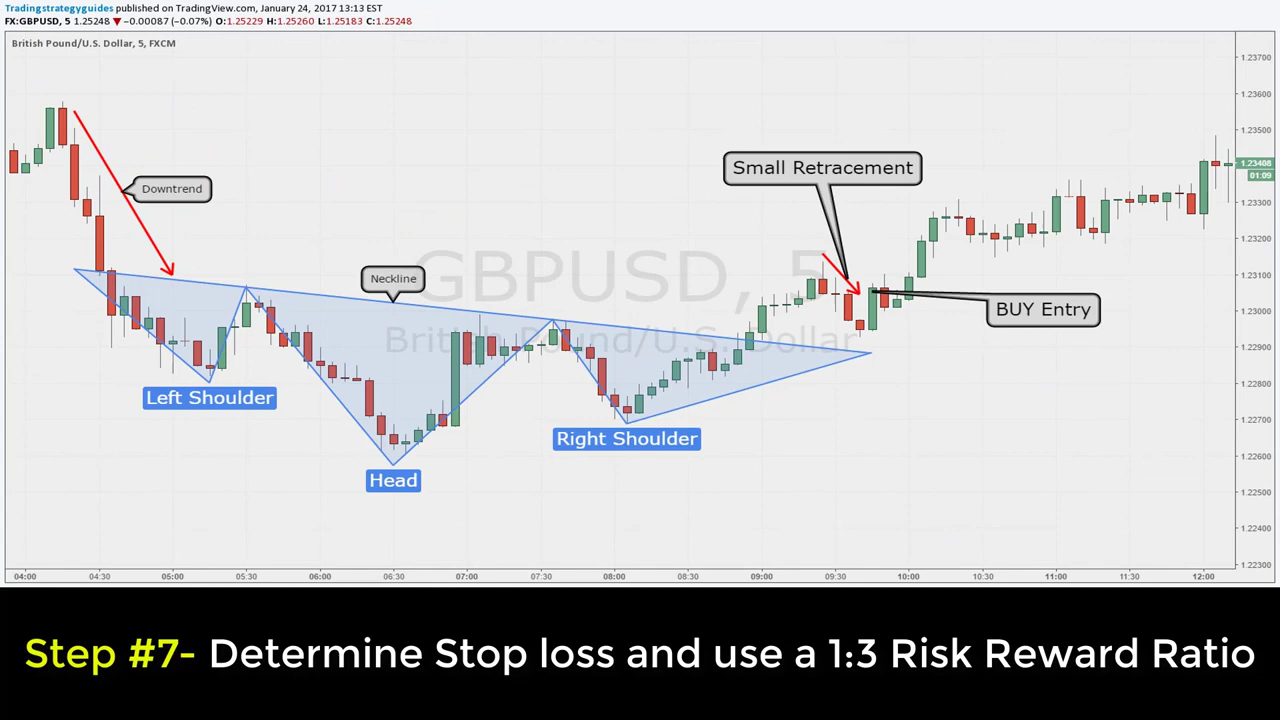 Tradingstrategyguides published on TradingView.com, January 24, 2017 13:13 EST
FX:GBPUSD, 5 1.25248 ▼ −0.00087 (−0.07%) O:1.25229 H:1.25260 L:1.25183 C:1.25248
British Pound/U.S. Dollar, 5, FXCM
GBPUSD, 5
British Pound/U.S. Dollar
Downtrend
Neckline
Small Retracement
BUY Entry
Left Shoulder
Head
Right Shoulder
1.23700
1.23600
1.23500
1.23408
01:09
1.23300
1.23200
1.23100
1.23000
1.22900
1.22800
1.22700
1.22600
1.22500
1.22400
1.22300
04:00 04:30 05:00 05:30 06:00 06:30 07:00 07:30 08:00 08:30 09:00 09:30 10:00 10:30 11:00 11:30 12:00
Step #7- Determine Stop loss and use a 1:3 Risk Reward Ratio